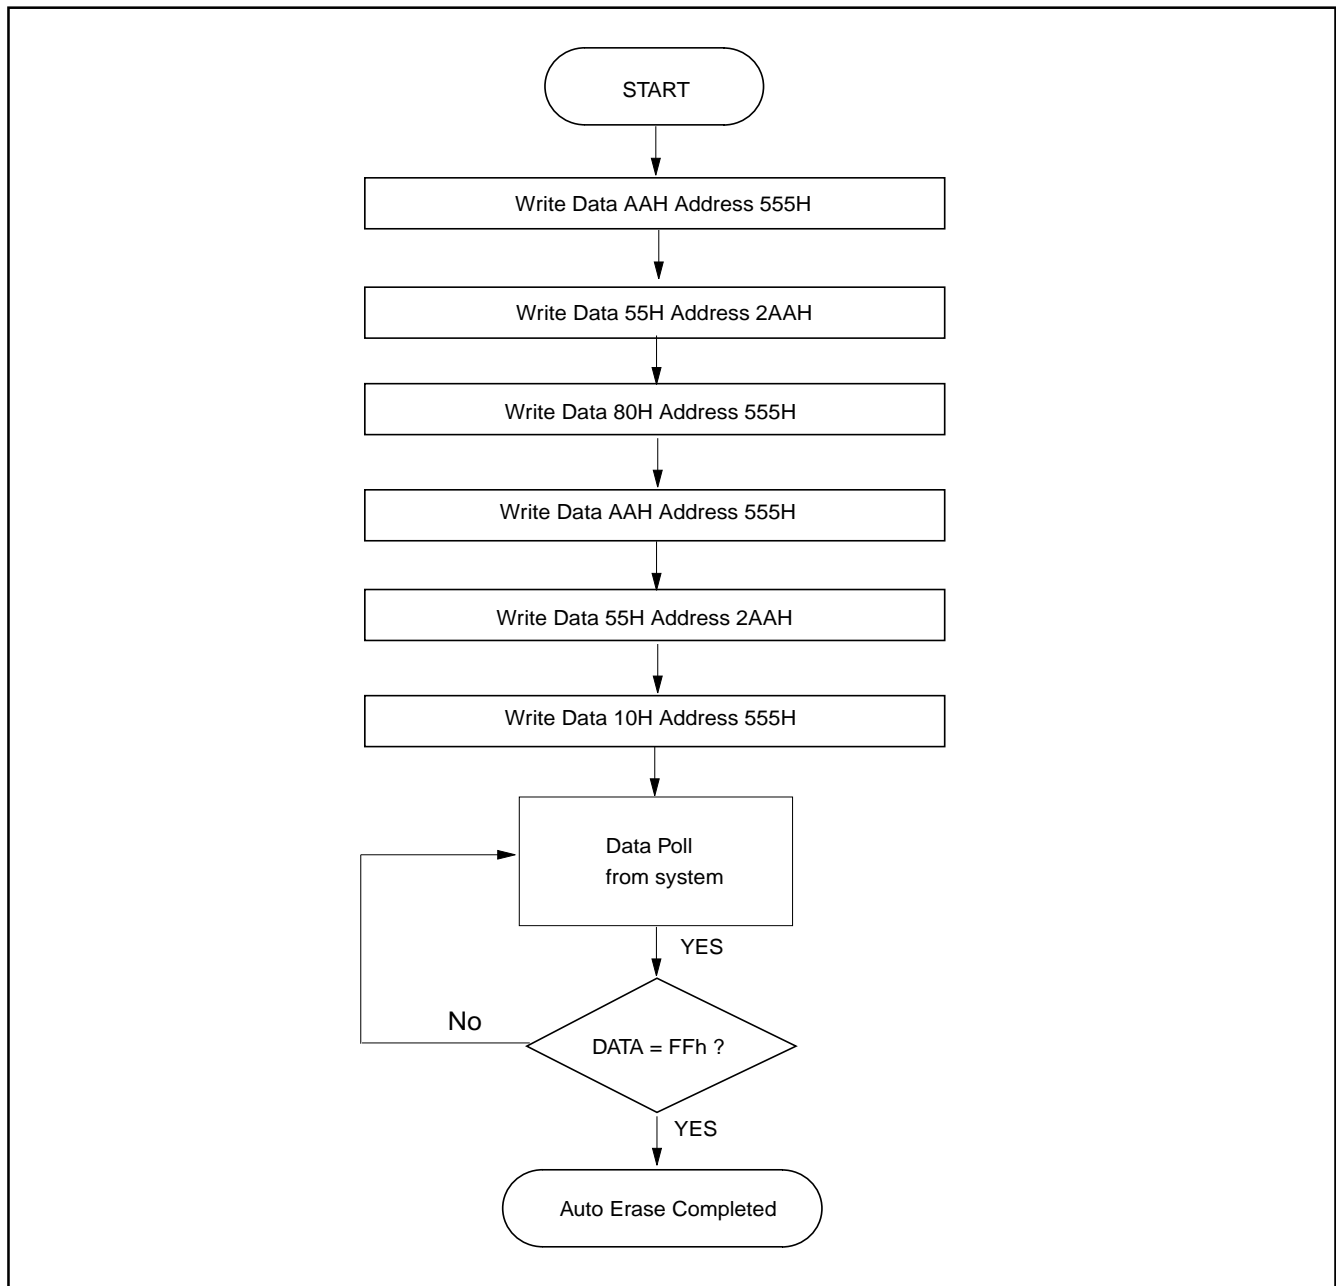 START
Write Data AAH Address 555H
Write Data 55H Address 2AAH
Write Data 80H Address 555H
Write Data AAH Address 555H
Write Data 55H Address 2AAH
Write Data 10H Address 555H
Data Poll
from system
YES
No
DATA = FFh ?
YES
Auto Erase Completed